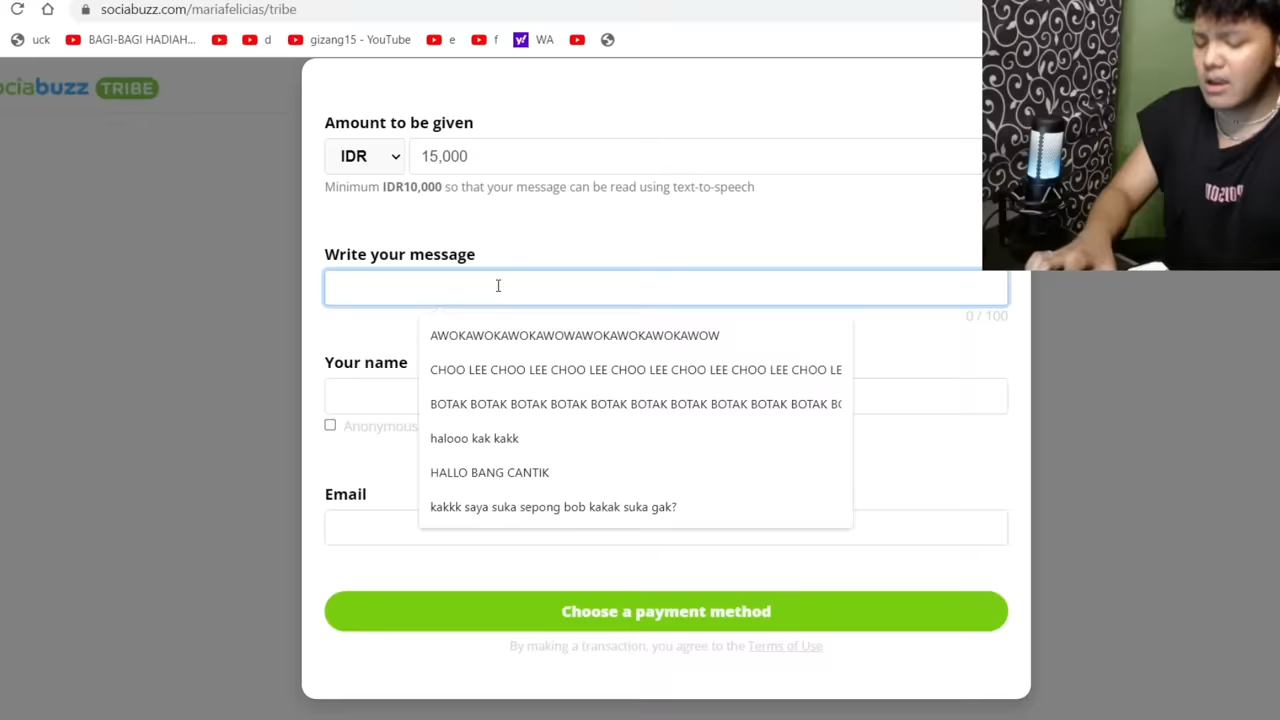 sociabuzz.com/mariafelicias/tribe
uck BAGI-BAGI HADIAH... d gizang15 - YouTube e f WA
ciabuzz TRIBE
Amount to be given
IDR 15,000
Minimum IDR10,000 so that your message can be read using text-to-speech
Write your message
0 / 100
AWOKAWOKAWOKAWOWAWOKAWOKAWOKAWOW
CHOO LEE CHOO LEE CHOO LEE CHOO LEE CHOO LEE CHOO LEE CHOO LE
BOTAK BOTAK BOTAK BOTAK BOTAK BOTAK BOTAK BOTAK BOTAK BOTAK BO
halooo kak kakk
HALLO BANG CANTIK
kakkk saya suka sepong bob kakak suka gak?
Your name
Anonymous
Email
Choose a payment method
By making a transaction, you agree to the Terms of Use